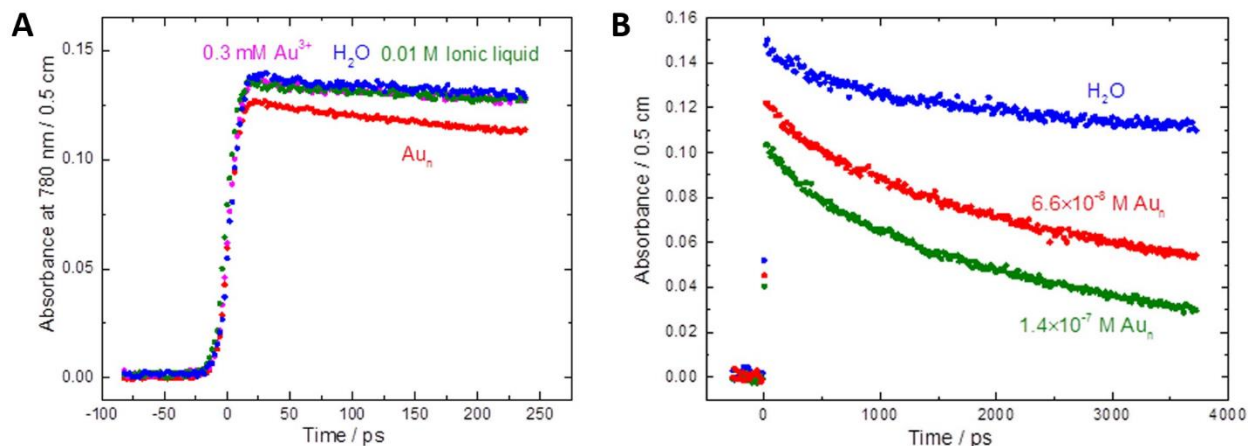 A
0.3 mM Au³⁺ H₂O 0.01 M Ionic liquid
Auₙ
Absorbance at 780 nm / 0.5 cm
0.15
0.10
0.05
0.00
-100 -50 0 50 100 150 200 250
Time / ps
B
H₂O
6.6×10⁻⁸ M Auₙ
1.4×10⁻⁷ M Auₙ
Absorbance / 0.5 cm
0.16
0.14
0.12
0.10
0.08
0.06
0.04
0.02
0.00
0 1000 2000 3000 4000
Time / ps